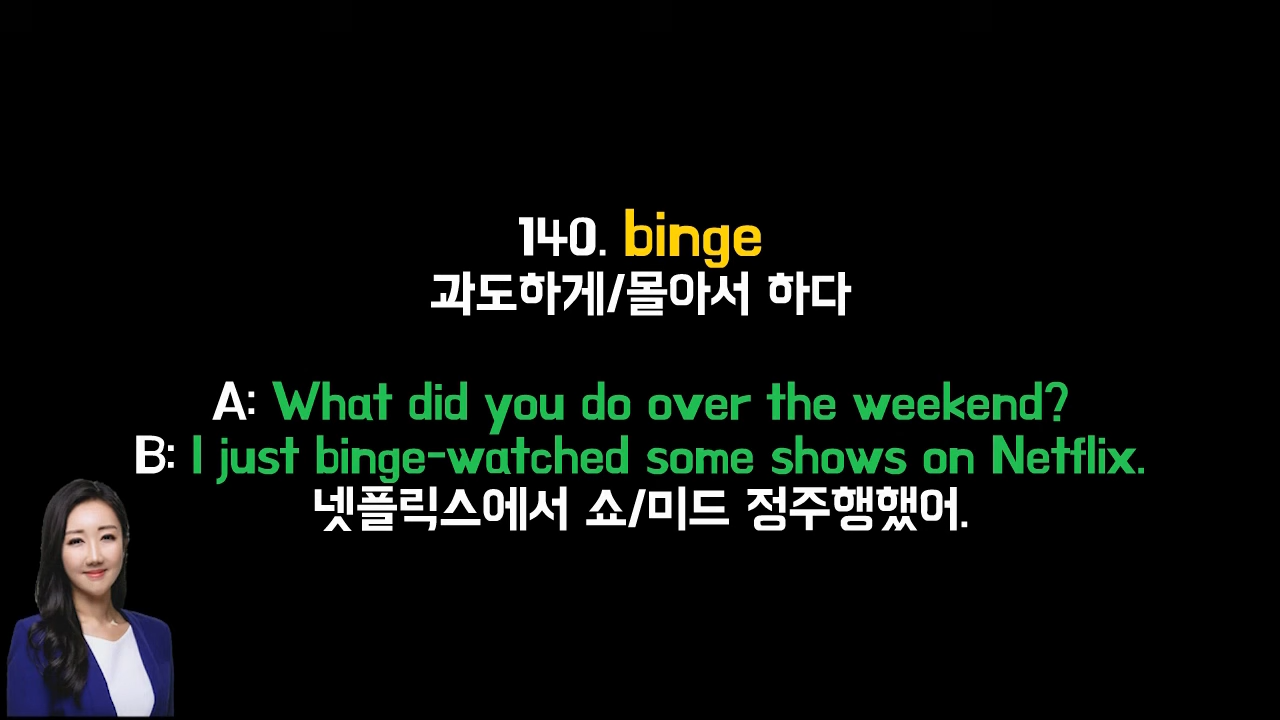 140. binge
과도하게/몰아서 하다
A: What did you do over the weekend?
B: I just binge-watched some shows on Netflix.
넷플릭스에서 쇼/미드 정주행했어.